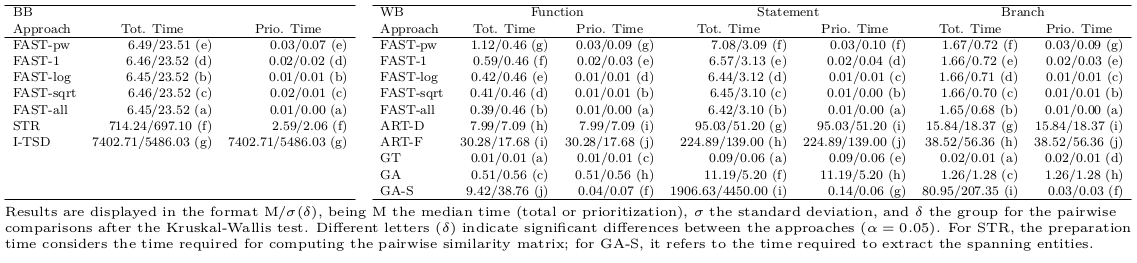 BB
Approach Tot. Time Prio. Time
FAST-pw 6.49/23.51 (e) 0.03/0.07 (e)
FAST-1 6.46/23.52 (d) 0.02/0.02 (d)
FAST-log 6.45/23.52 (b) 0.01/0.01 (b)
FAST-sqrt 6.46/23.52 (c) 0.02/0.01 (c)
FAST-all 6.45/23.52 (a) 0.01/0.00 (a)
STR 714.24/697.10 (f) 2.59/2.06 (f)
I-TSD 7402.71/5486.03 (g) 7402.71/5486.03 (g)
WB Function Statement Branch
Approach Tot. Time Prio. Time Tot. Time Prio. Time Tot. Time Prio. Time
FAST-pw 1.12/0.46 (g) 0.03/0.09 (g) 7.08/3.09 (f) 0.03/0.10 (f) 1.67/0.72 (f) 0.03/0.09 (g)
FAST-1 0.59/0.46 (f) 0.02/0.03 (e) 6.57/3.13 (e) 0.02/0.04 (d) 1.66/0.72 (e) 0.02/0.03 (e)
FAST-log 0.42/0.46 (e) 0.01/0.01 (d) 6.44/3.12 (d) 0.01/0.01 (c) 1.66/0.71 (d) 0.01/0.01 (c)
FAST-sqrt 0.41/0.46 (d) 0.01/0.01 (b) 6.45/3.10 (c) 0.01/0.01 (b) 1.66/0.70 (c) 0.01/0.01 (b)
FAST-all 0.39/0.46 (b) 0.01/0.00 (a) 6.42/3.10 (b) 0.01/0.00 (a) 1.65/0.68 (b) 0.01/0.00 (a)
ART-D 7.99/7.09 (h) 7.99/7.09 (i) 95.03/51.20 (g) 95.03/51.20 (i) 15.84/18.37 (g) 15.84/18.37 (i)
ART-F 30.28/17.68 (i) 30.28/17.68 (j) 224.89/139.00 (h) 224.89/139.00 (j) 38.52/56.36 (h) 38.52/56.36 (j)
GT 0.01/0.01 (a) 0.01/0.01 (c) 0.09/0.06 (a) 0.09/0.06 (e) 0.02/0.01 (a) 0.02/0.01 (d)
GA 0.51/0.56 (c) 0.51/0.56 (h) 11.19/5.20 (f) 11.19/5.20 (h) 1.26/1.28 (c) 1.26/1.28 (h)
GA-S 9.42/38.76 (j) 0.04/0.07 (f) 1906.63/4450.00 (i) 0.14/0.06 (g) 80.95/207.35 (i) 0.03/0.03 (f)
Results are displayed in the format M/σ(δ), being M the median time (total or prioritization), σ the standard deviation, and δ the group for the pairwise
comparisons after the Kruskal-Wallis test. Different letters (δ) indicate significant differences between the approaches (α = 0.05). For STR, the preparation
time considers the time required for computing the pairwise similarity matrix; for GA-S, it refers to the time required to extract the spanning entities.